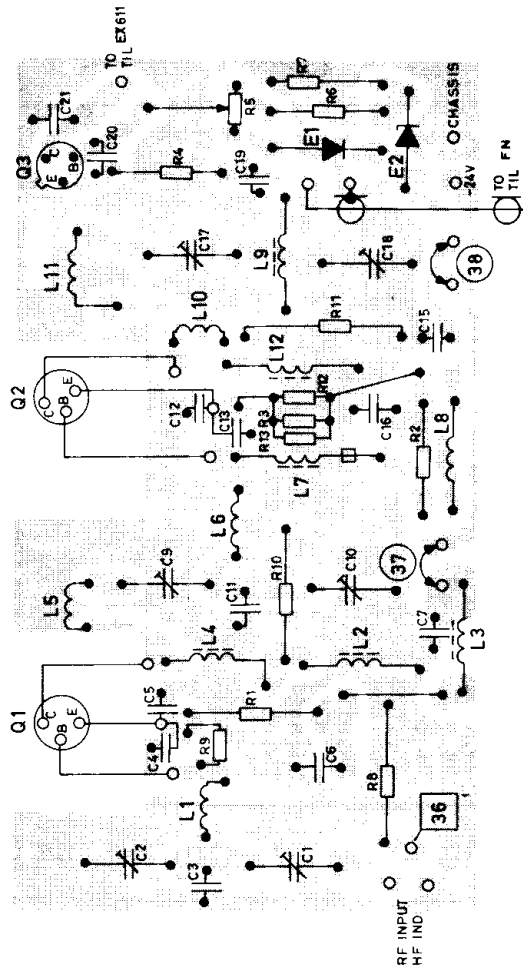 Q1
Q2
Q3
C
B
E
C
B
E
E
C
B
C21
TO
TIL EX611
C20
L5
L11
R4
R5
R7
C2
C9
C17
C19
R6
E1
E2
C5
C4
L4
L6
C12
L10
L9
C3
L1
R9
R1
C11
C13
L12
R13
R3
R12
R11
C18
C1
C6
R10
L7
C16
CHASSIS
-24V
TO
TIL FN
L2
C10
R2
C15
38
R8
C7
37
L8
L3
36
RF INPUT
HF IND